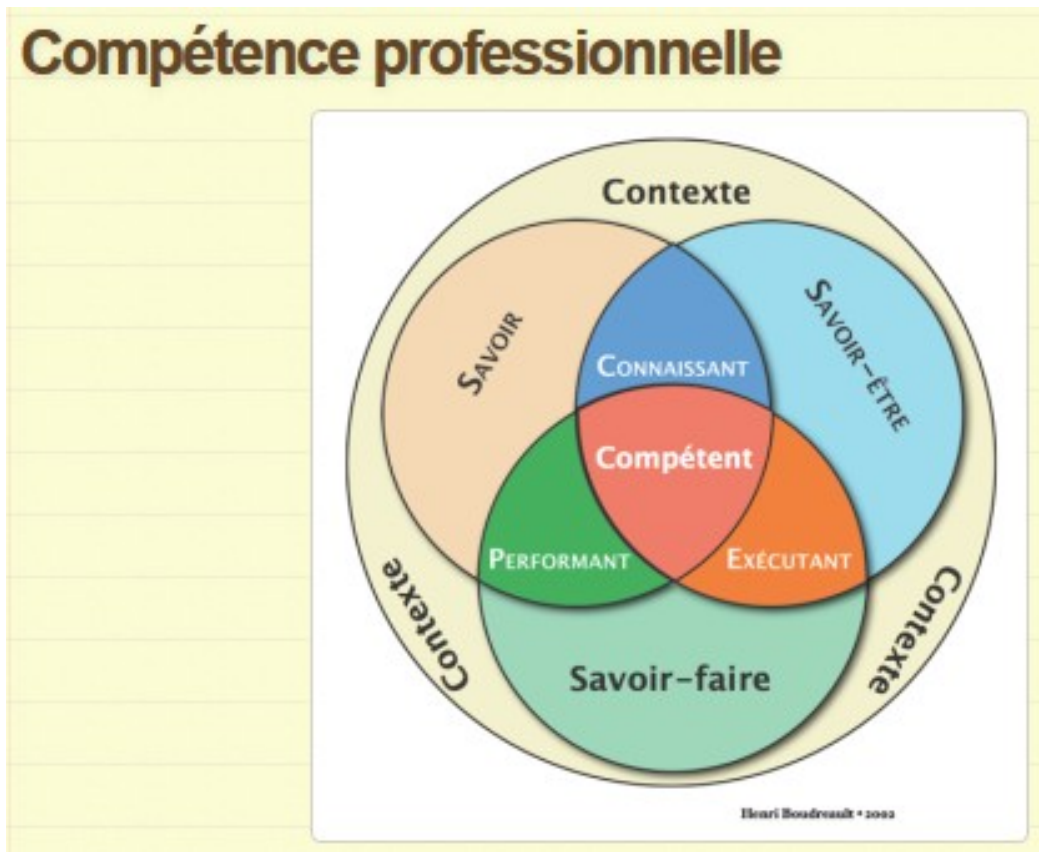 Compétence professionnelle
Contexte
SAVOIR
SAVOIR-ÊTRE
CONNAISSANT
Compétent
PERFORMANT
EXÉCUTANT
Contexte
Contexte
Savoir-faire
Henri Boudreault • 2002